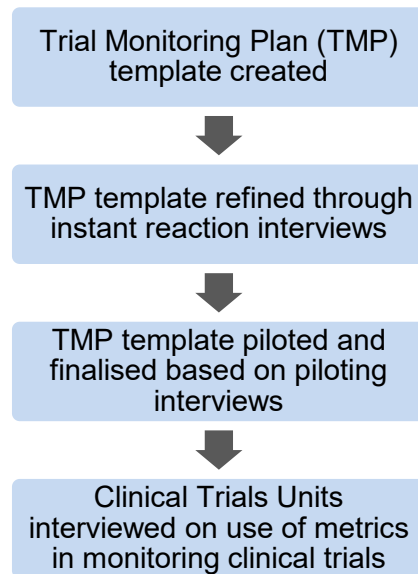 Trial Monitoring Plan (TMP)
template created
TMP template refined through
instant reaction interviews
TMP template piloted and
finalised based on piloting
interviews
Clinical Trials Units
interviewed on use of metrics
in monitoring clinical trials